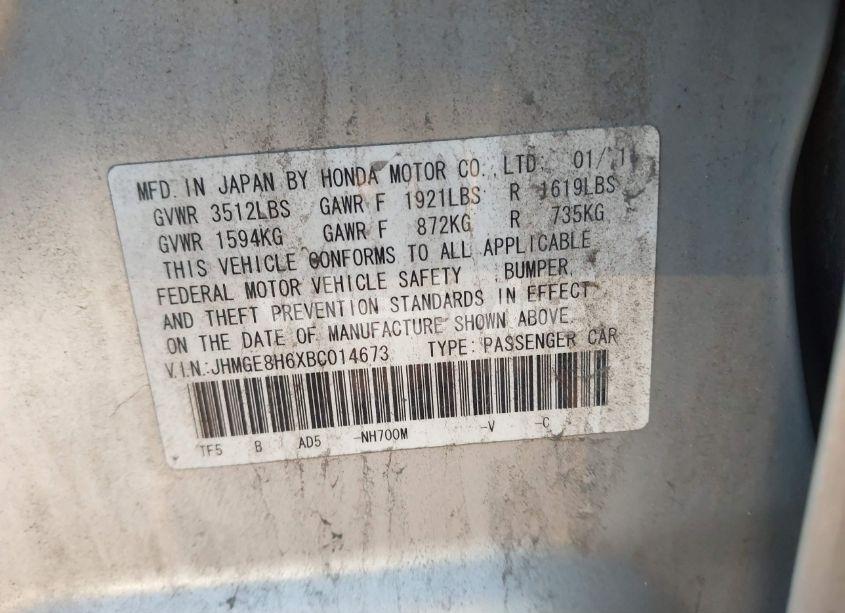 MFD. IN JAPAN BY HONDA MOTOR CO., LTD. 01/11
GVWR 3512LBS GAWR F 1921LBS R 1619LBS
GVWR 1594KG GAWR F 872KG R 735KG
THIS VEHICLE CONFORMS TO ALL APPLICABLE
FEDERAL MOTOR VEHICLE SAFETY , BUMPER,
AND THEFT PREVENTION STANDARDS IN EFFECT
ON THE DATE OF MANUFACTURE SHOWN ABOVE.
V.I.N.:JHMGE8H6XBC014673 TYPE: PASSENGER CAR
TF5 B AD5 -NH700M -V -C